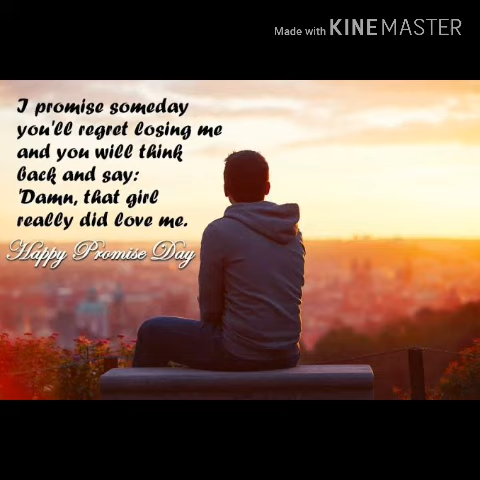 Made with KINEMASTER
I promise someday
you'll regret losing me
and you will think
back and say:
'Damn, that girl
really did love me.
Happy Promise Day